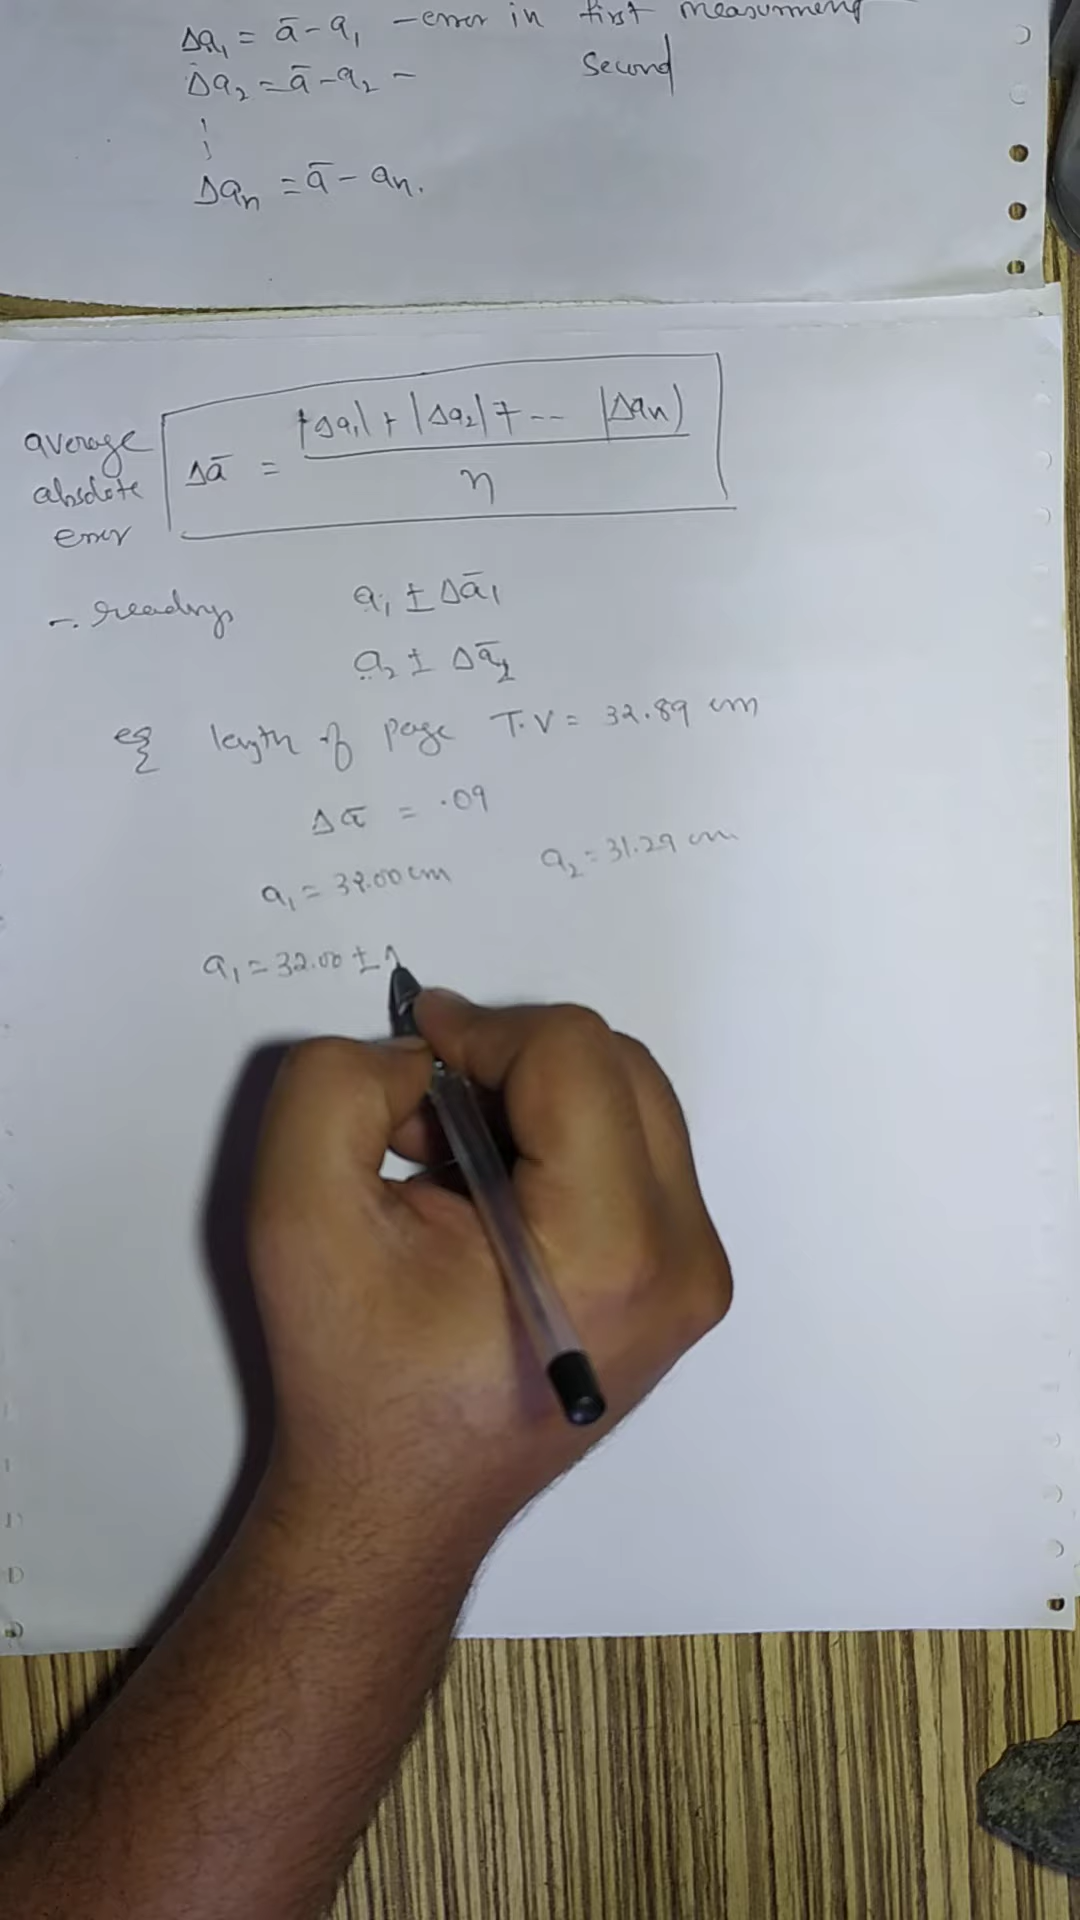 Δa₁ = ā - a₁ - error in first measurment
Δa₂ = ā - a₂ - second
Δaₙ = ā - aₙ.
average absolute error
Δā = |Δa₁| + |Δa₂| + -- |Δaₙ| / n
- readings a₁ ± Δā₁
a₂ ± Δā₂
eg length of page T.V = 32.89 cm
Δā = .09
a₁ = 32.00 cm a₂ = 31.29 cm
a₁ = 32.00 ±